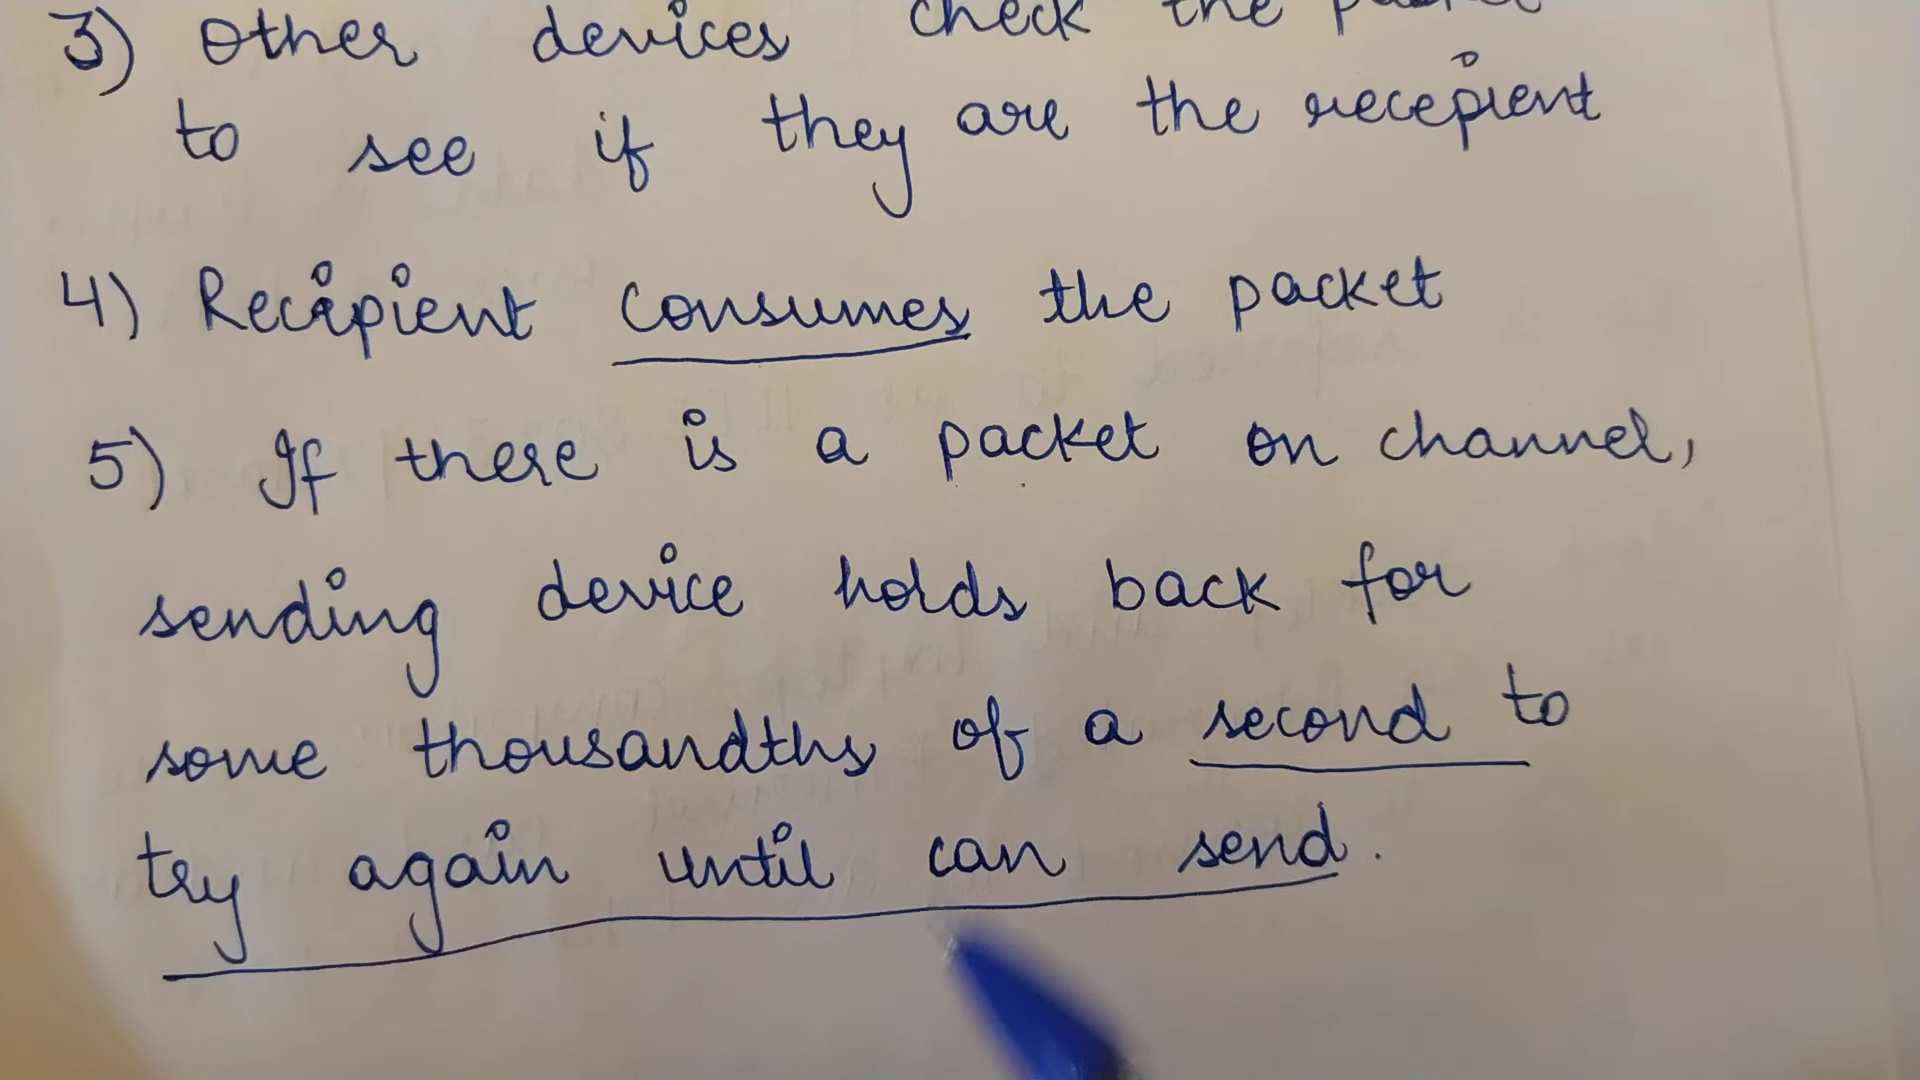 3) Other devices check the packet
to see if they are the recepient
4) Recipient consumes the packet
5) If there is a packet on channel,
sending device holds back for
some thousandths of a second to
try again until can send.